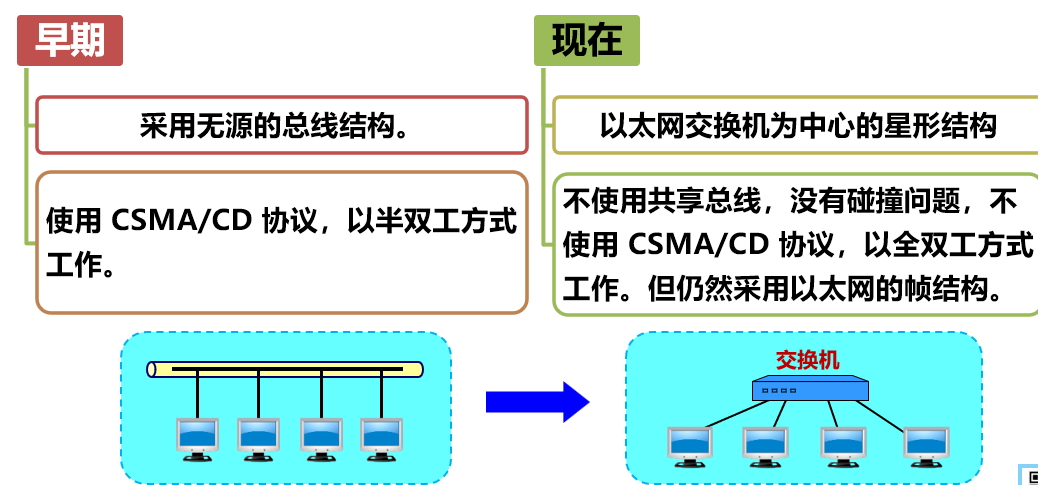 早期
采用无源的总线结构。
使用 CSMA/CD 协议，以半双工方式
工作。
现在
以太网交换机为中心的星形结构
不使用共享总线，没有碰撞问题，不
使用 CSMA/CD 协议，以全双工方式
工作。但仍然采用以太网的帧结构。
交换机